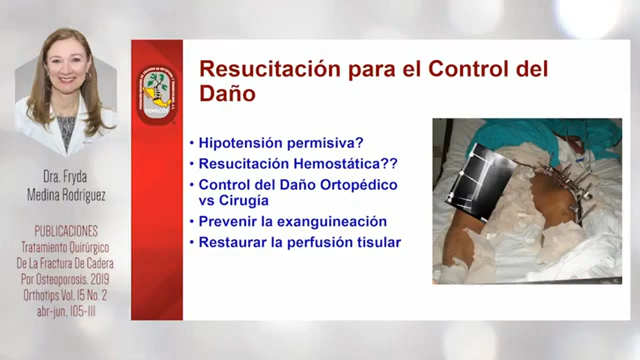 Dra. Fryda
Medina Rodríguez
PUBLICACIONES
Tratamiento Quirúrgico
De La Fractura De Cadera
Por Osteoporosis. 2019
Orthotips Vol. 15 No. 2
abr-jun, 105-111
Resucitación para el Control del
Daño
• Hipotensión permisiva?
• Resucitación Hemostática??
• Control del Daño Ortopédico
vs Cirugía
• Prevenir la exanguineación
• Restaurar la perfusión tisular